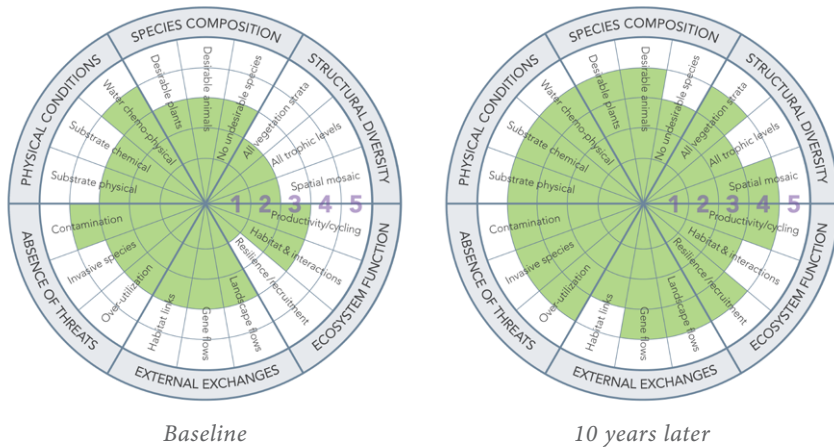 SPECIES COMPOSITION
STRUCTURAL DIVERSITY
ECOSYSTEM FUNCTION
EXTERNAL EXCHANGES
ABSENCE OF THREATS
PHYSICAL CONDITIONS
Desirable plants
Desirable animals
No undesirable species
All vegetation strata
All trophic levels
Spatial mosaic
Productivity/cycling
Habitat & interactions
Resilience/recruitment
Landscape flows
Gene flows
Habitat links
Over-utilization
Invasive species
Contamination
Substrate physical
Substrate chemical
Water chemo-physical
1 2 3 4 5
Baseline
SPECIES COMPOSITION
STRUCTURAL DIVERSITY
ECOSYSTEM FUNCTION
EXTERNAL EXCHANGES
ABSENCE OF THREATS
PHYSICAL CONDITIONS
Desirable plants
Desirable animals
No undesirable species
All vegetation strata
All trophic levels
Spatial mosaic
Productivity/cycling
Habitat & interactions
Resilience/recruitment
Landscape flows
Gene flows
Habitat links
Over-utilization
Invasive species
Contamination
Substrate physical
Substrate chemical
Water chemo-physical
1 2 3 4 5
10 years later